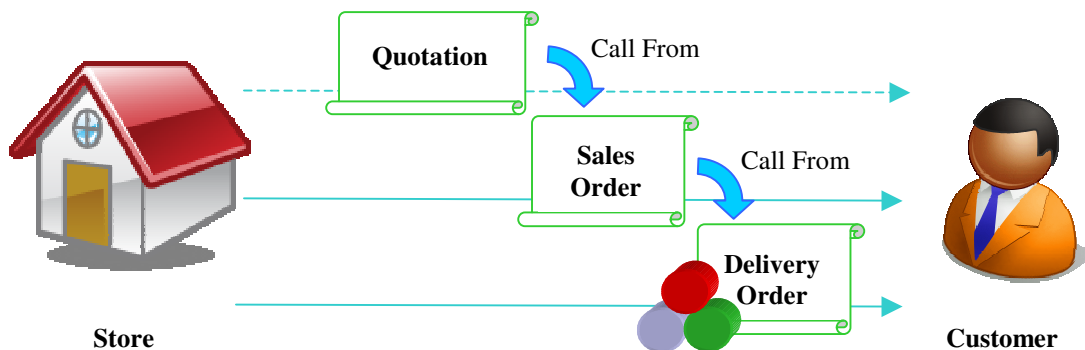 Quotation
Call From
Sales
Order
Call From
Delivery
Order
Store
Customer